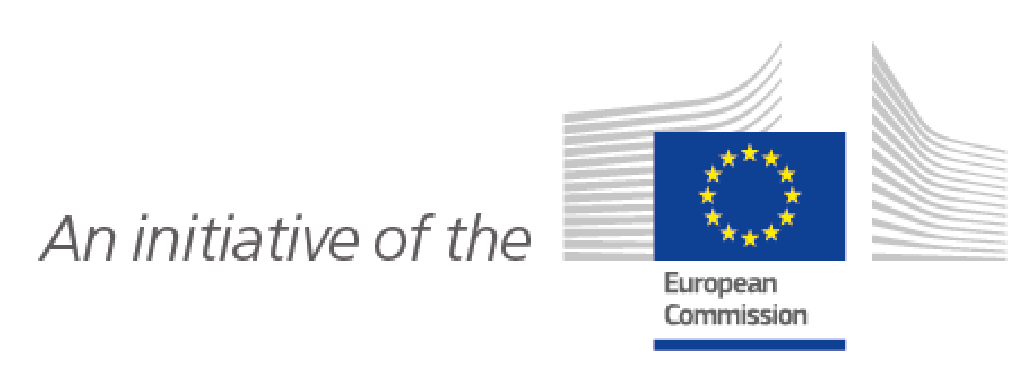 An initiative of the
European
Commission